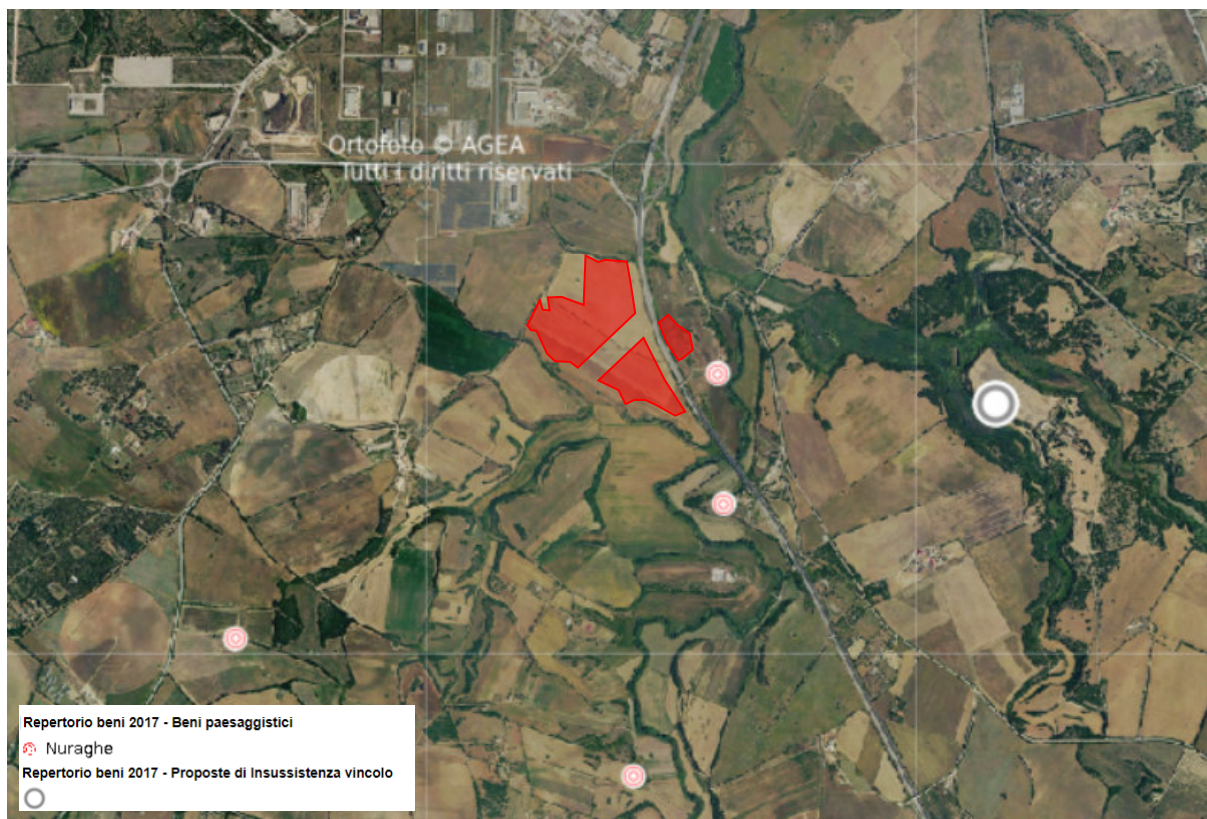 Ortofoto © AGEA
Tutti i diritti riservati
Repertorio beni 2017 - Beni paesaggistici
Nuraghe
Repertorio beni 2017 - Proposte di Insussistenza vincolo